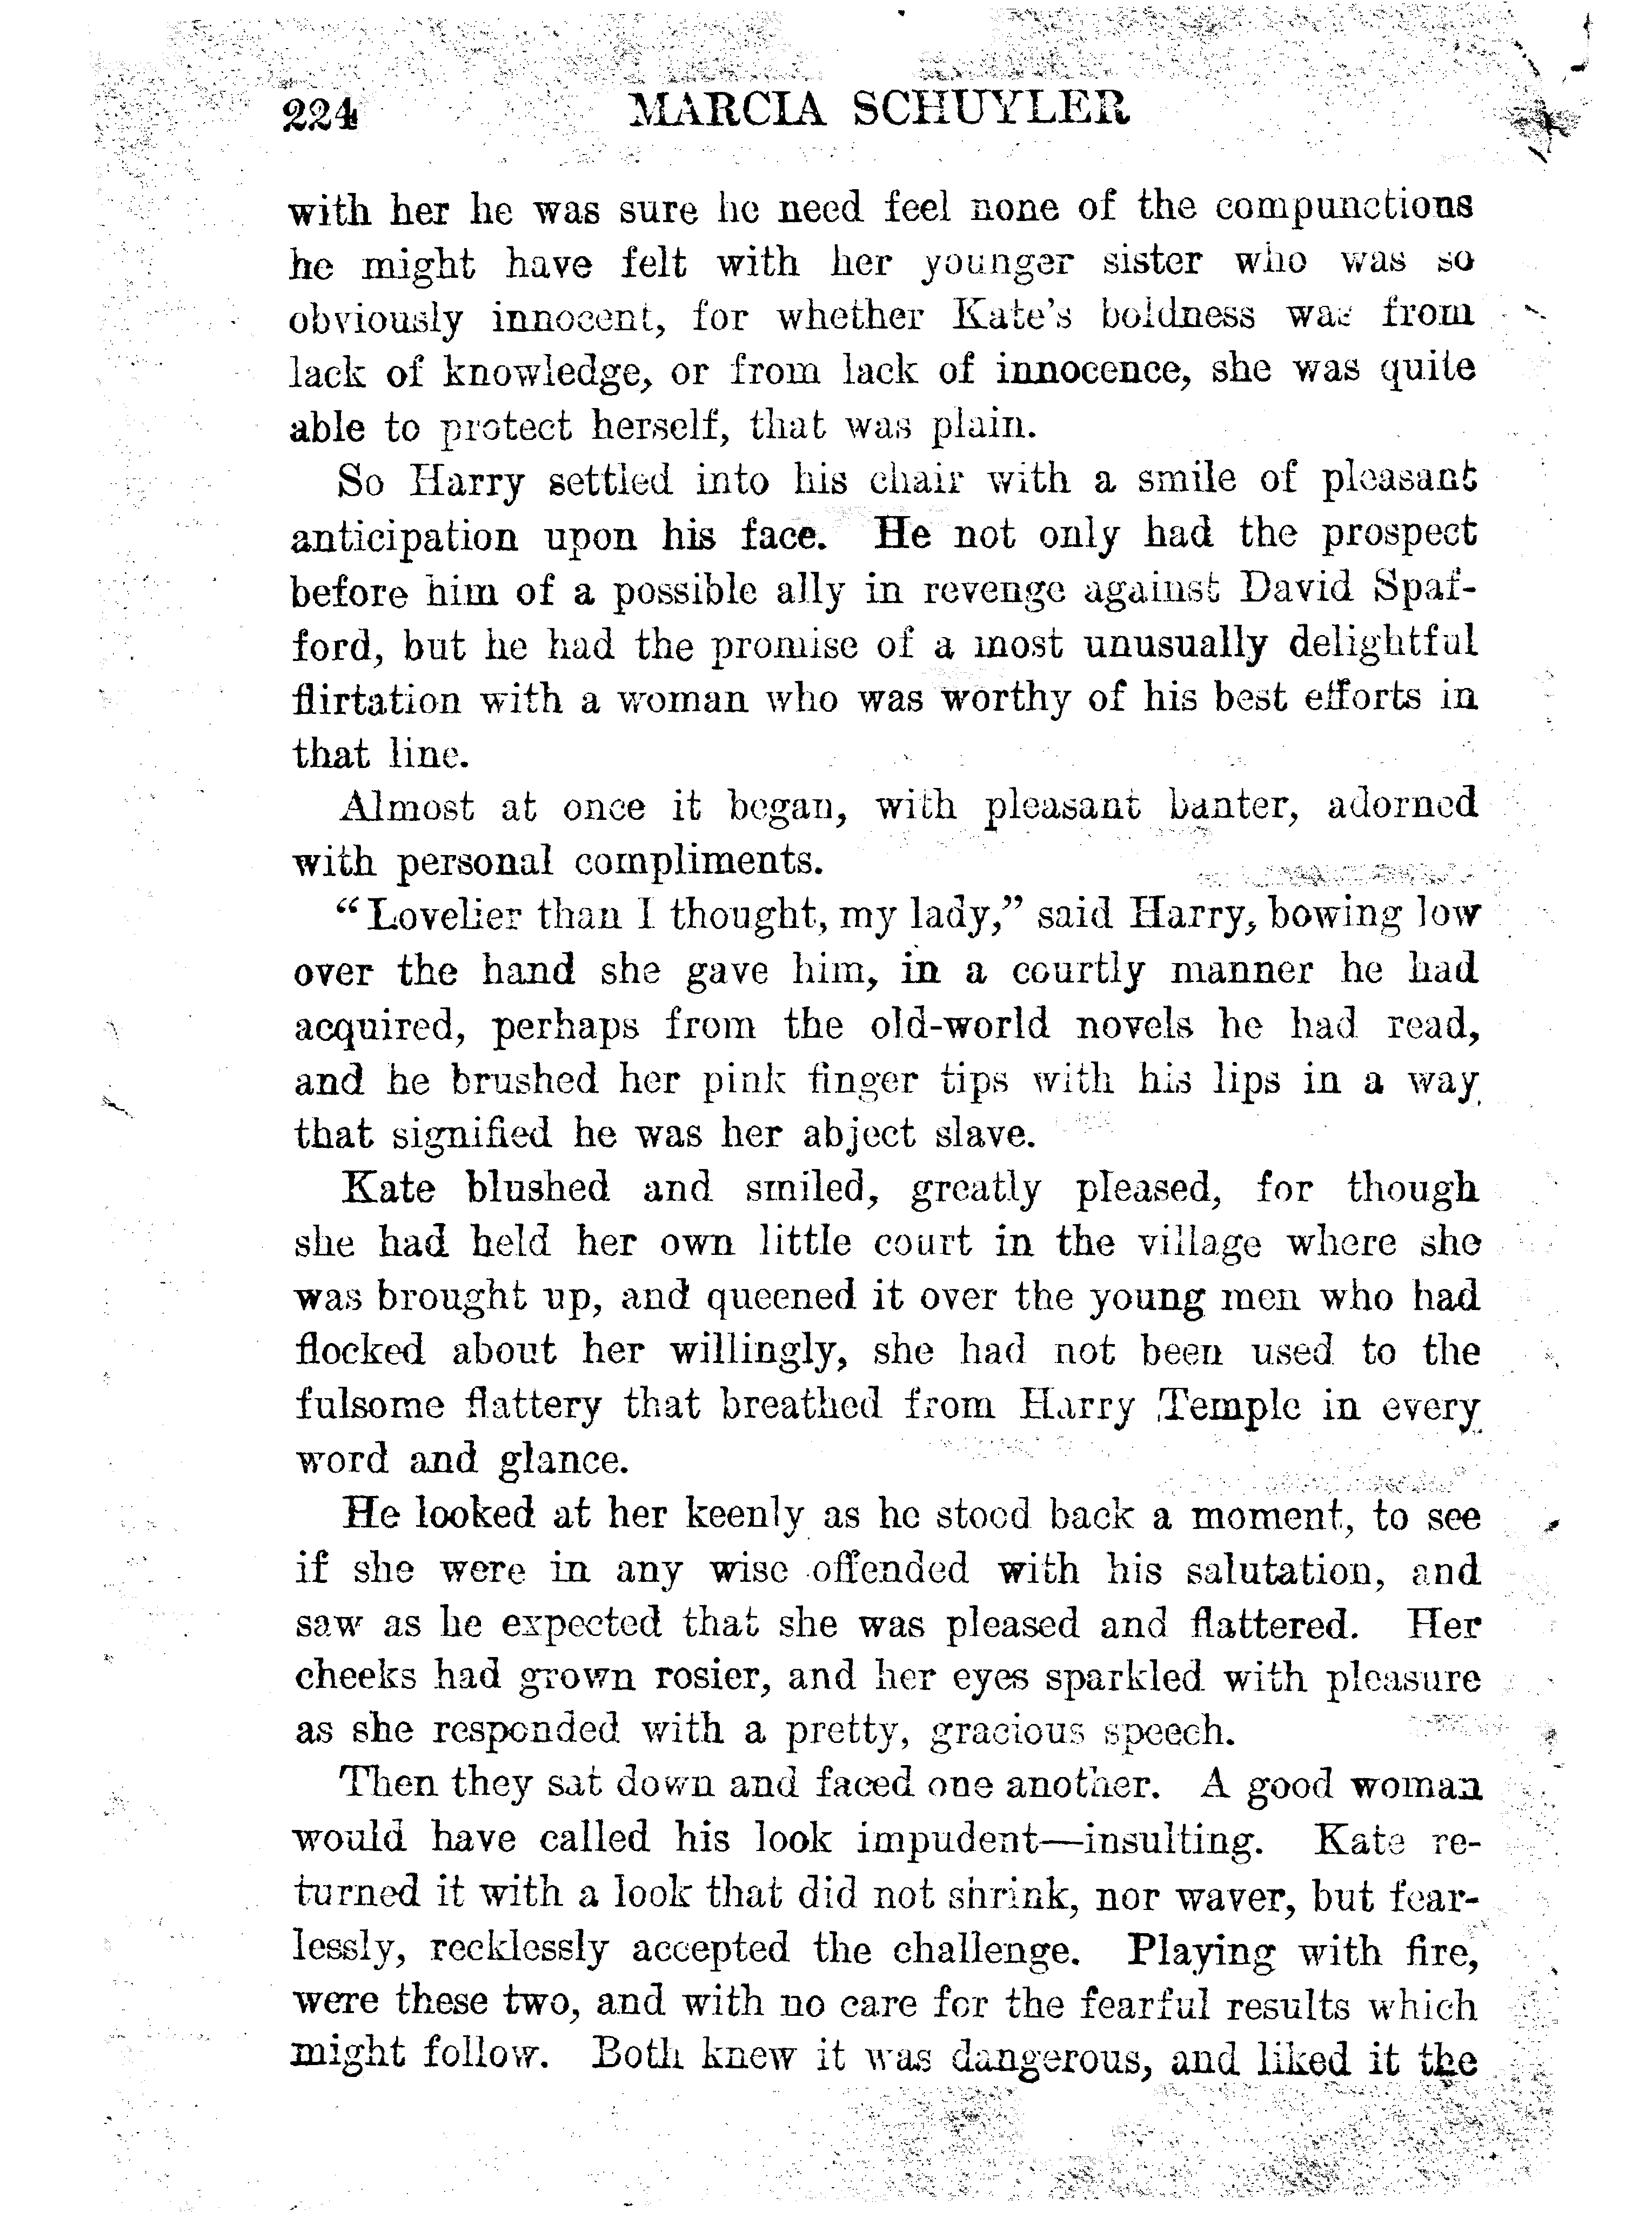 224 MARCIA SCHUYLER
with her he was sure he need feel none of the compunctions
he might have felt with her younger sister who was so
obviously innocent, for whether Kate's boldness was from
lack of knowledge, or from lack of innocence, she was quite
able to protect herself, that was plain.
So Harry settled into his chair with a smile of pleasant
anticipation upon his face. He not only had the prospect
before him of a possible ally in revenge against David Spaf-
ford, but he had the promise of a most unusually delightful
flirtation with a woman who was worthy of his best efforts in
that line.
Almost at once it began, with pleasant banter, adorned
with personal compliments.
“Lovelier than I thought, my lady,” said Harry, bowing low
over the hand she gave him, in a courtly manner he had
acquired, perhaps from the old-world novels he had read,
and he brushed her pink finger tips with his lips in a way
that signified he was her abject slave.
Kate blushed and smiled, greatly pleased, for though
she had held her own little court in the village where she
was brought up, and queened it over the young men who had
flocked about her willingly, she had not been used to the
fulsome flattery that breathed from Harry Temple in every
word and glance.
He looked at her keenly as he stood back a moment, to see
if she were in any wise offended with his salutation, and
saw as he expected that she was pleased and flattered. Her
cheeks had grown rosier, and her eyes sparkled with pleasure
as she responded with a pretty, gracious speech.
Then they sat down and faced one another. A good woman
would have called his look impudent—insulting. Kate re-
turned it with a look that did not shrink, nor waver, but fear-
lessly, recklessly accepted the challenge. Playing with fire,
were these two, and with no care for the fearful results which
might follow. Both knew it was dangerous, and liked it the